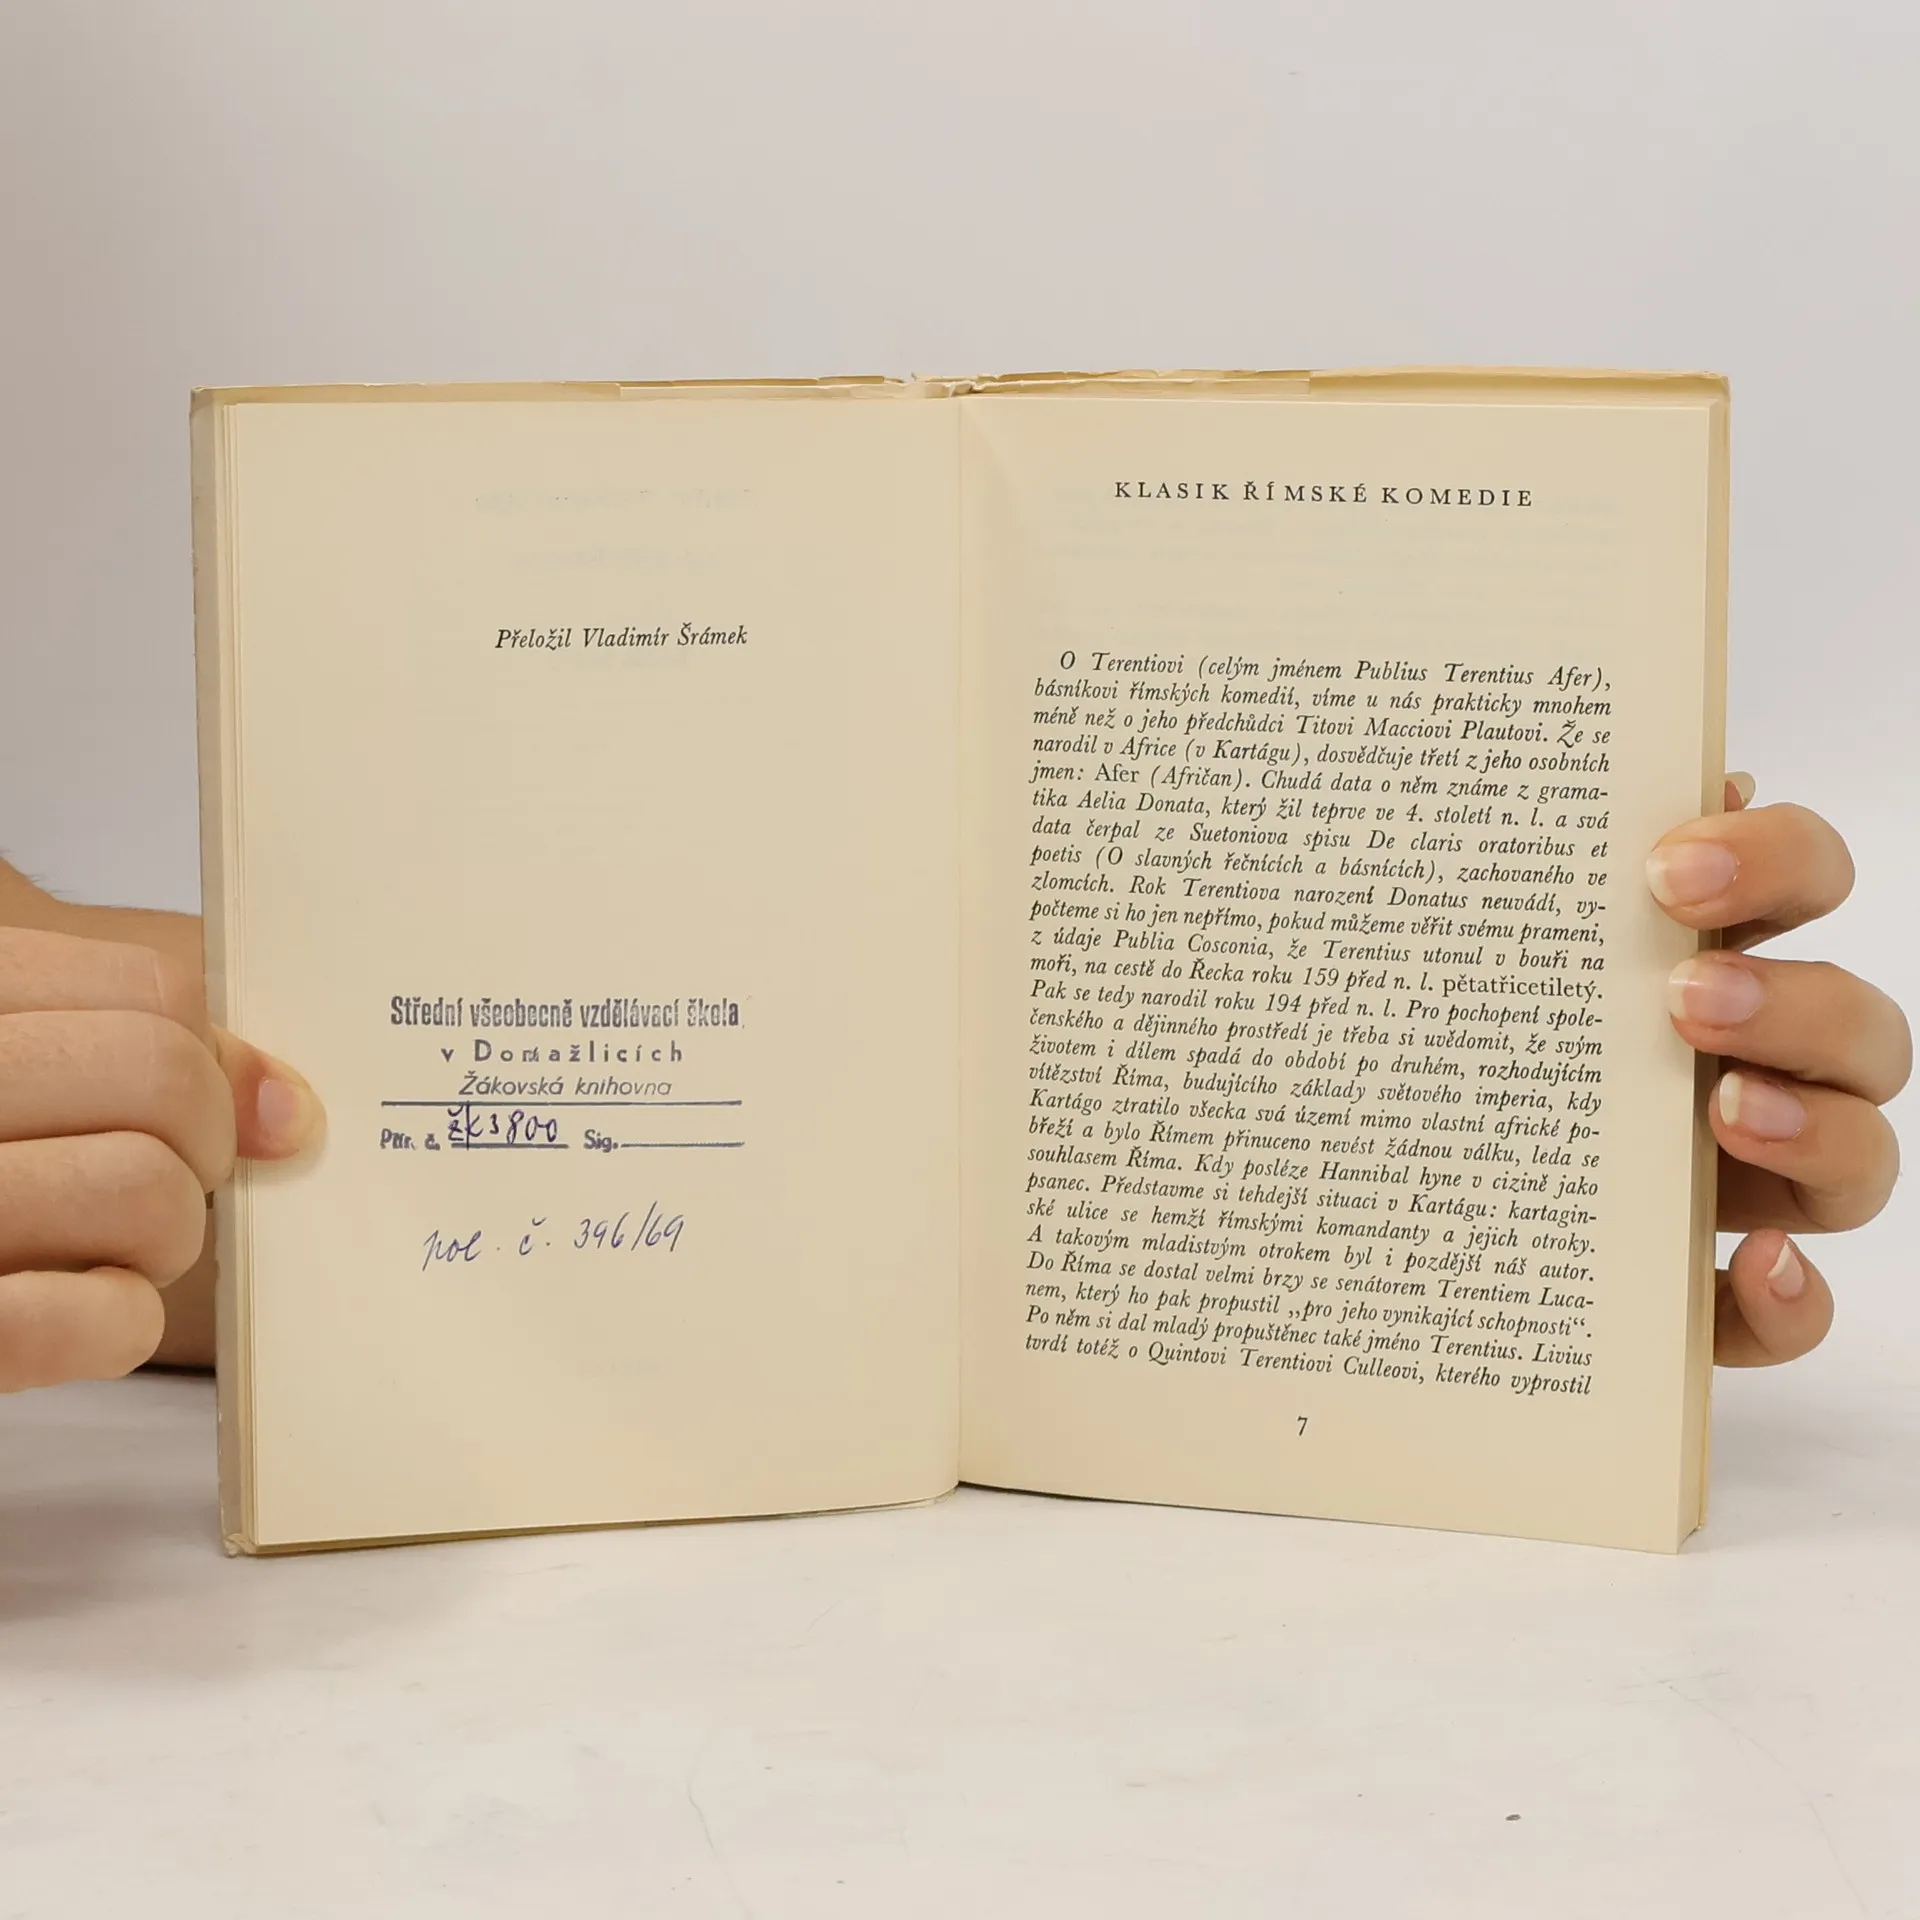 Přeložil Vladimír Šrámek
Střední všeobecně vzdělávací škola
v Domažlicích
Žákovská knihovna
Přír. č. žk 3800 Sig.
pol. č. 396/69
KLASIK ŘÍMSKÉ KOMEDIE
O Terentiovi (celým jménem Publius Terentius Afer),
básníkovi římských komedií, víme u nás prakticky mnohem
méně než o jeho předchůdci Titovi Macciovi Plautovi. Že se
narodil v Africe (v Kartágu), dosvědčuje třetí z jeho osobních
jmen: Afer (Afričan). Chudá data o něm známe z grama-
tika Aelia Donata, který žil teprve ve 4. století n. l. a svá
data čerpal ze Suetoniova spisu De claris oratoribus et
poetis (O slavných řečnících a básnících), zachovaného ve
zlomcích. Rok Terentiova narození Donatus neuvádí, vy-
počteme si ho jen nepřímo, pokud můžeme věřit svému prameni,
z údaje Publia Cosconia, že Terentius utonul v bouři na
moři, na cestě do Řecka roku 159 před n. l. pětatřicetiletý.
Pak se tedy narodil roku 194 před n. l. Pro pochopení spole-
čenského a dějinného prostředí je třeba si uvědomit, že svým
životem i dílem spadá do období po druhém, rozhodujícím
vítězství Říma, budujícího základy světového imperia, kdy
Kartágo ztratilo všecka svá území mimo vlastní africké po-
břeží a bylo Římem přinuceno nevést žádnou válku, leda se
souhlasem Říma. Kdy posléze Hannibal hyne v cizině jako
psanec. Představme si tehdejší situaci v Kartágu: kartagin-
ské ulice se hemží římskými komandanty a jejich otroky.
A takovým mladistvým otrokem byl i pozdější náš autor.
Do Říma se dostal velmi brzy se senátorem Terentiem Luca-
nem, který ho pak propustil „pro jeho vynikající schopnosti“.
Po něm si dal mladý propuštěnec také jméno Terentius. Livius
tvrdí totéž o Quintovi Terentiovi Culleovi, kterého vyprostil
7